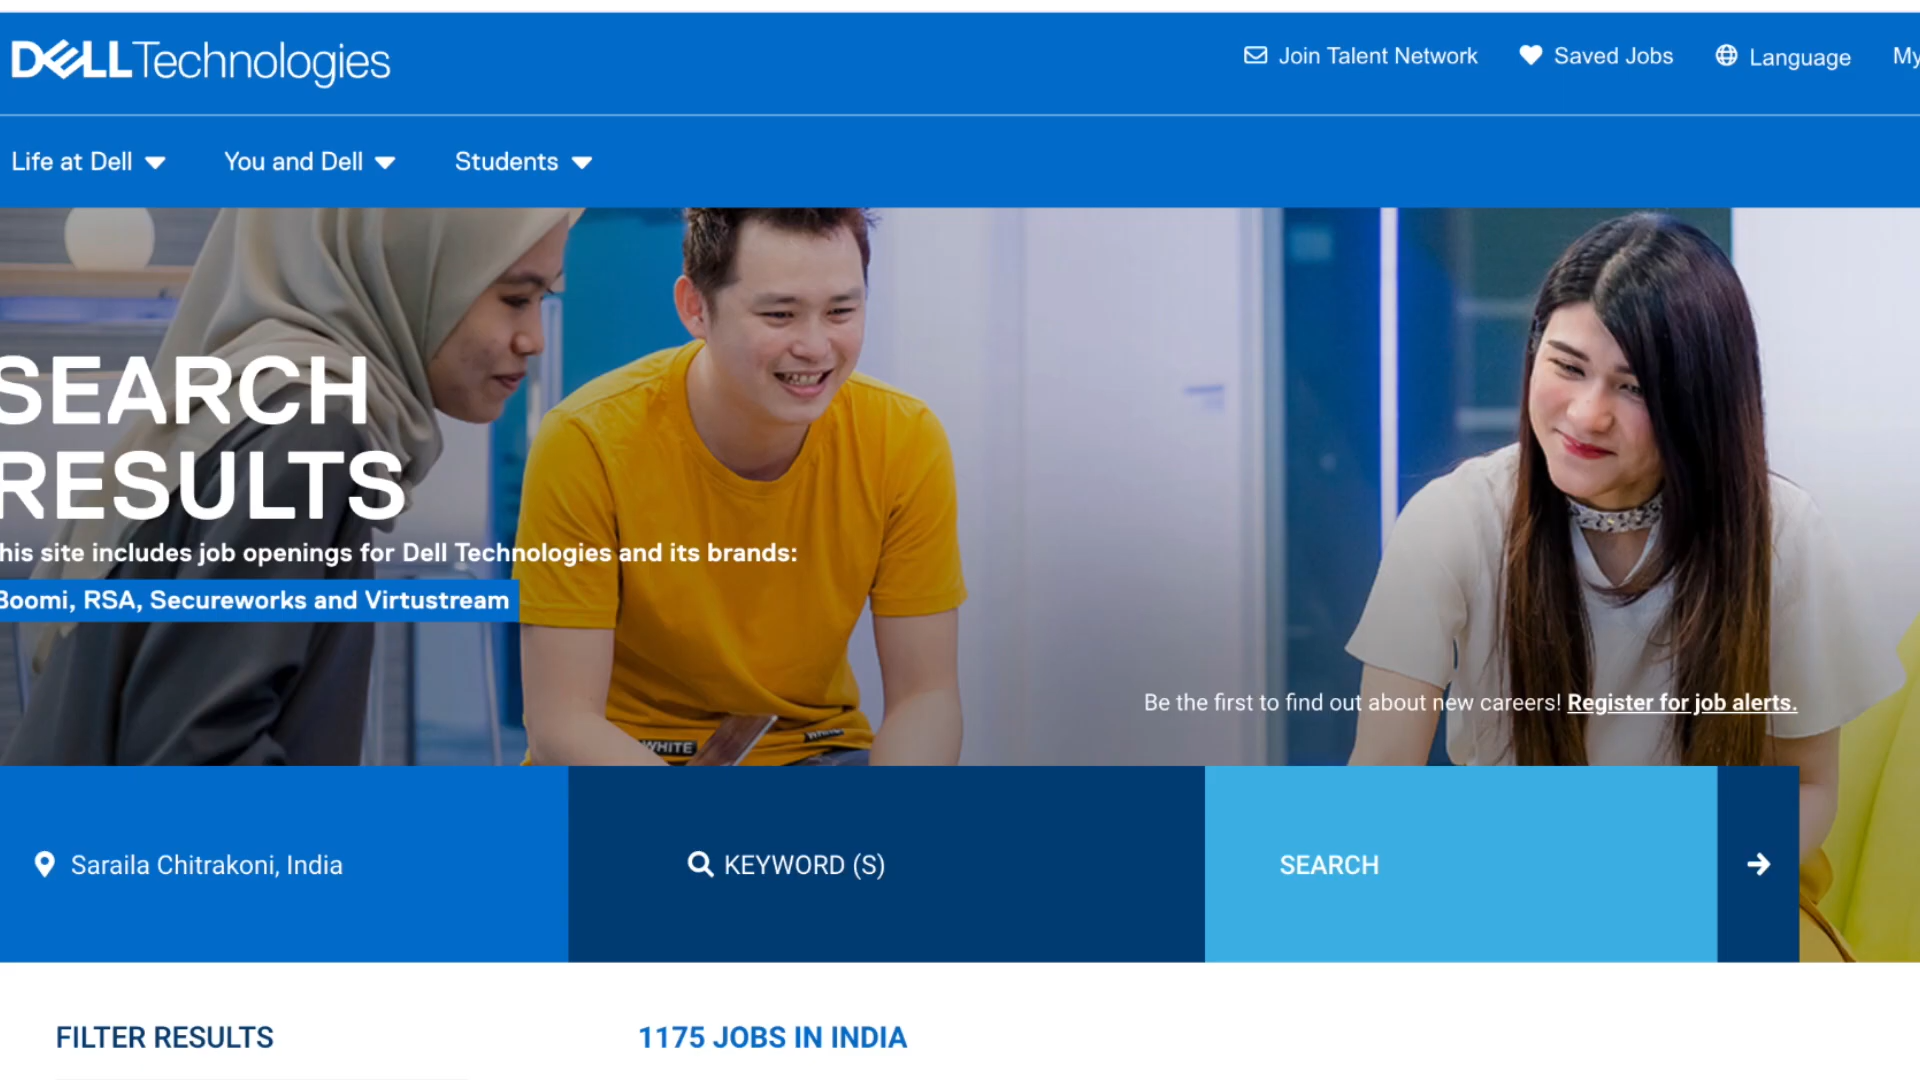 DELL Technologies
Join Talent Network
Saved Jobs
Language
My
Life at Dell
You and Dell
Students
SEARCH
RESULTS
his site includes job openings for Dell Technologies and its brands:
Boomi, RSA, Secureworks and Virtustream
Be the first to find out about new careers! Register for job alerts.
WHITE
Saraila Chitrakoni, India
KEYWORD (S)
SEARCH
FILTER RESULTS
1175 JOBS IN INDIA